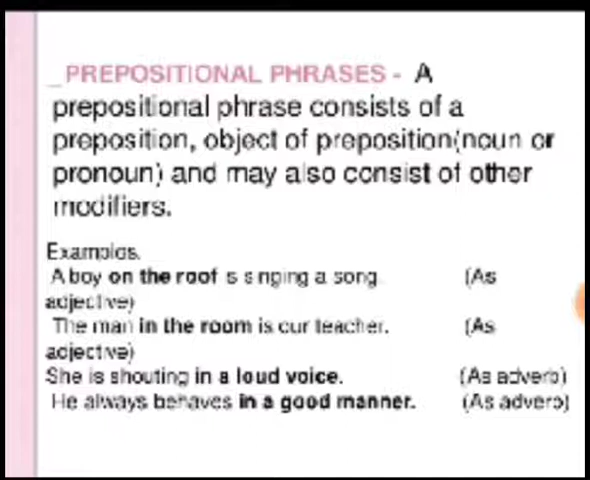 _PREPOSITIONAL PHRASES - A
prepositional phrase consists of a
preposition, object of preposition(noun or
pronoun) and may also consist of other
modifiers.
Examples.
A boy on the roof is singing a song. (As
adjective)
The man in the room is our teacher. (As
adjective)
She is shouting in a loud voice. (As adverb)
He always behaves in a good manner. (As adverb)